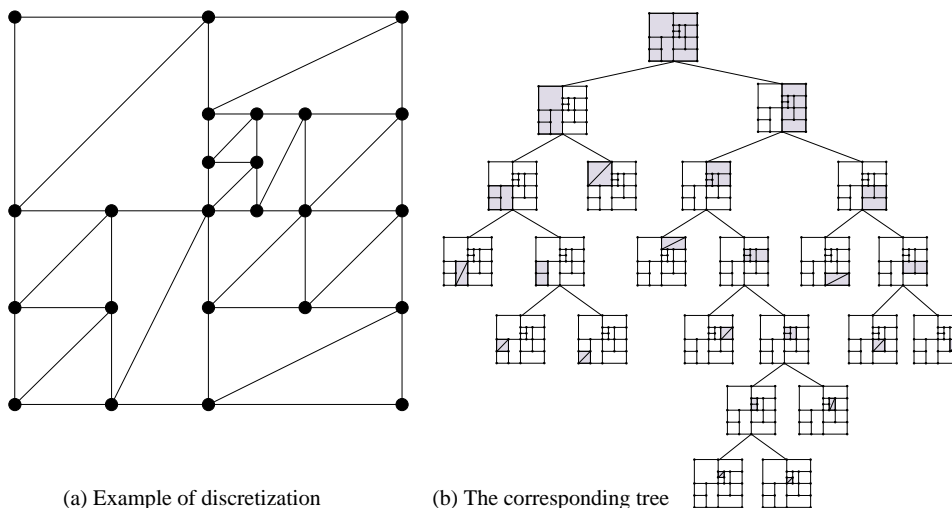 (a) Example of discretization
(b) The corresponding tree